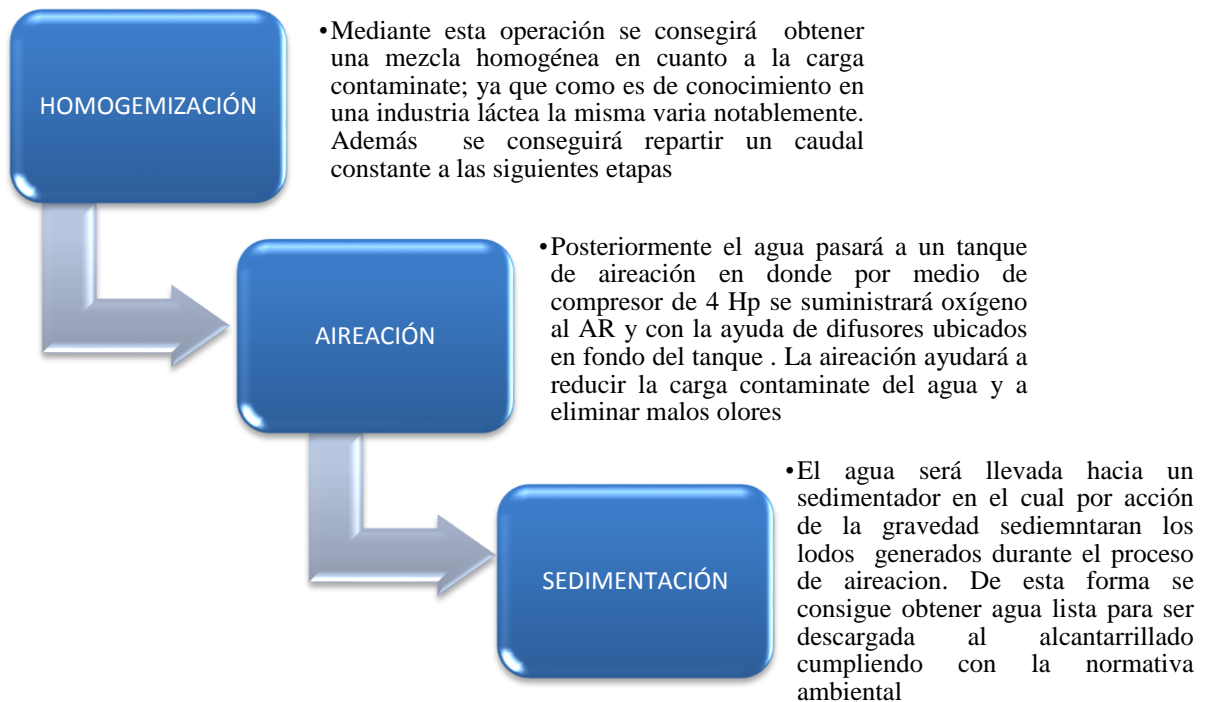 HOMOGEMIZACIÓN
•Mediante esta operación se consegirá obtener
una mezcla homogénea en cuanto a la carga
contaminate; ya que como es de conocimiento en
una industria láctea la misma varia notablemente.
Además se conseguirá repartir un caudal
constante a las siguientes etapas
AIREACIÓN
•Posteriormente el agua pasará a un tanque
de aireación en donde por medio de
compresor de 4 Hp se suministrará oxígeno
al AR y con la ayuda de difusores ubicados
en fondo del tanque . La aireación ayudará a
reducir la carga contaminate del agua y a
eliminar malos olores
SEDIMENTACIÓN
•El agua será llevada hacia un
sedimentador en el cual por acción
de la gravedad sediemntaran los
lodos generados durante el proceso
de aireacion. De esta forma se
consigue obtener agua lista para ser
descargada al alcantarrillado
cumpliendo con la normativa
ambiental